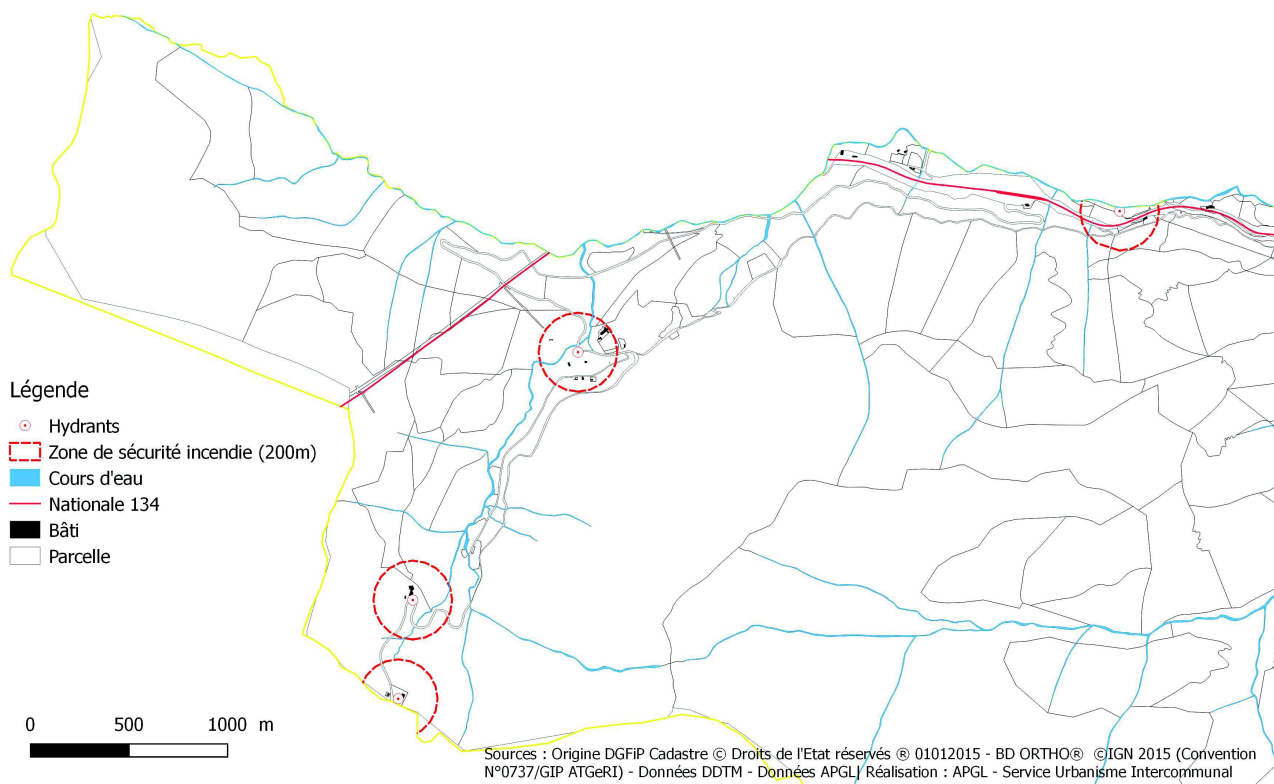 Légende
Hydrants
Zone de sécurité incendie (200m)
Cours d'eau
Nationale 134
Bâti
Parcelle
0 500 1000 m
Sources : Origine DGFiP Cadastre © Droits de l'Etat réservés ® 01012015 - BD ORTHO® ©IGN 2015 (Convention
N°0737/GIP ATGeRI) - Données DDTM - Données APGL| Réalisation : APGL - Service Urbanisme Intercommunal